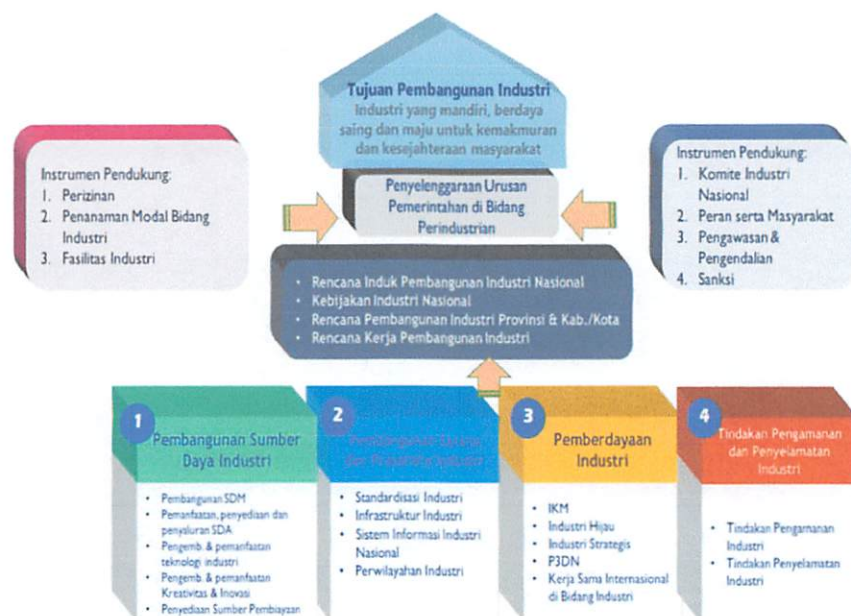 Tujuan Pembangunan Industri
Industri yang mandiri, berdaya
saing dan maju untuk kemakmuran
dan kesejahteraan masyarakat
Instrumen Pendukung:
1. Perizinan
2. Penanaman Modal Bidang
Industri
3. Fasilitas Industri
Penyelenggaraan Urusan
Pemerintahan di Bidang
Perindustrian
Instrumen Pendukung:
1. Komite Industri
Nasional
2. Peran serta Masyarakat
3. Pengawasan &
Pengendalian
4. Sanksi
• Rencana Induk Pembangunan Industri Nasional
• Kebijakan Industri Nasional
• Rencana Pembangunan Industri Provinsi & Kab./Kota
• Rencana Kerja Pembangunan Industri
1
Pembangunan Sumber
Daya Industri
• Pembangunan SDM
• Pemanfaatan, penyediaan dan
penyaluran SDA
• Pengemb. & pemanfaatan
teknologi industri
• Pengemb. & pemanfaatan
Kreativitas & Inovasi
• Penyediaan Sumber Pembiayaan
2
Pembangunan Sarana
dan Prasarana Industri
• Standardisasi Industri
• Infrastruktur Industri
• Sistem Informasi Industri
Nasional
• Perwilayahan Industri
3
Pemberdayaan
Industri
• IKM
• Industri Hijau
• Industri Strategis
• P3DN
• Kerja Sama Internasional
di Bidang Industri
4
Tindakan Pengamanan
dan Penyelamatan
Industri
• Tindakan Pengamanan
Industri
• Tindakan Penyelamatan
Industri